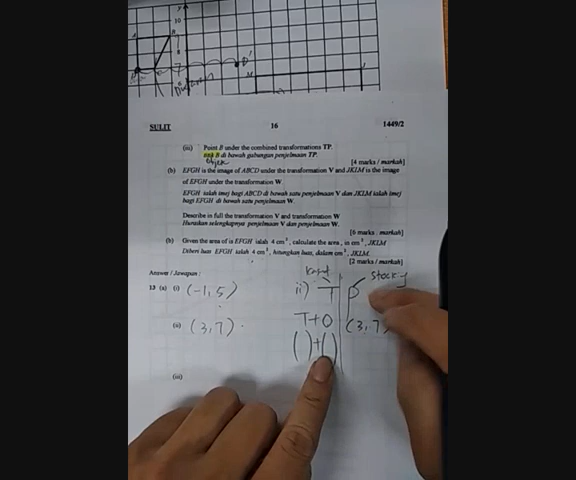 10
8
SULIT
16
1449/2
(iii) Point B under the combined transformations TP.
titik B di bawah gabungan penjelmaan TP.
[4 marks / markah]
(b) EFGH is the image of ABCD under the transformation V and JKLM is the image
of EFGH under the transformation W.
EFGH ialah imej bagi ABCD di bawah satu penjelmaan V dan JKLM ialah imej
bagi EFGH di bawah satu penjelmaan W.
Describe in full the transformation V and transformation W
Huraikan selengkapnya penjelmaan V dan penjelmaan W.
[6 marks / markah]
(b) Given the area of is EFGH ialah 4 cm², calculate the area, in cm², JKLM
Diberi luas EFGH ialah 4 cm², hitungkan luas, dalam cm², JKLM.
[2 marks / markah]
Answer / Jawapan :
13 (a) (i) (-1, 5)
ii) T P
T+O
(ii) (3, 7)
(3, 7)
( ) + ( )
(iii)